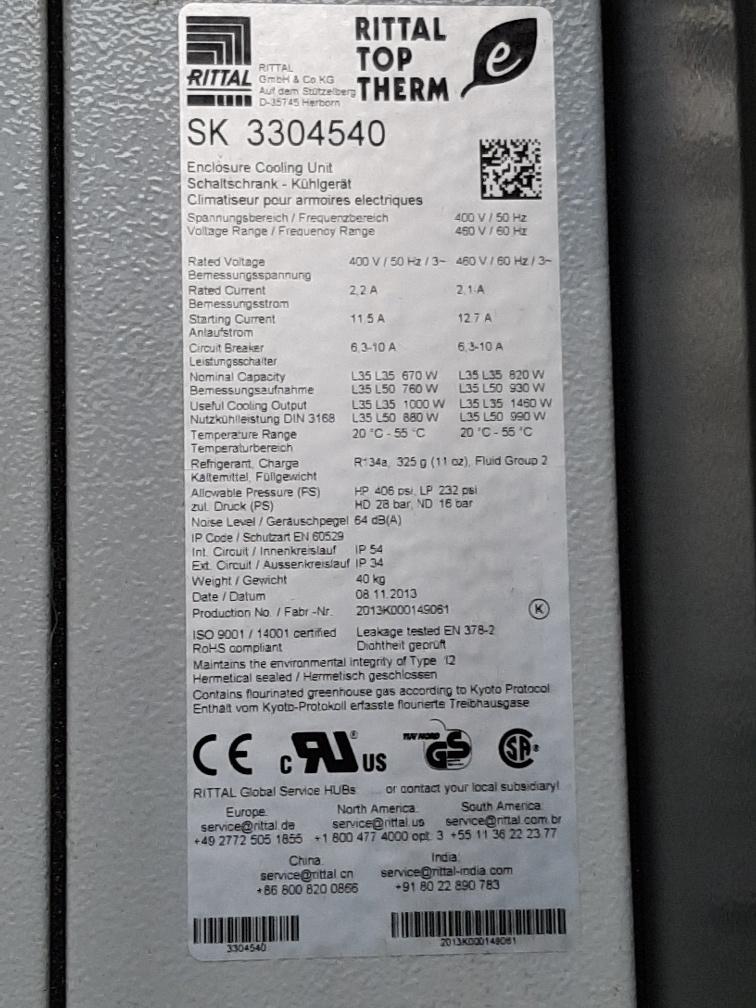 RITTAL
RITTAL
GmbH & Co.KG
Auf dem Stützelberg
D-35745 Herborn
RITTAL
TOP
THERM
e
SK 3304540
Enclosure Cooling Unit
Schaltschrank - Kühlgerät
Climatiseur pour armoires electriques
Spannungsbereich / Frequenzbereich 400 V / 50 Hz
Voltage Range / Frequency Range 460 V / 60 Hz
Rated Voltage 400 V / 50 Hz / 3~ 460 V / 60 Hz / 3~
Bemessungsspannung
Rated Current 2,2 A 2,1 A
Bemessungsstrom
Starting Current 11,5 A 12,7 A
Anlaufstrom
Circuit Breaker 6,3-10 A 6,3-10 A
Leistungsschalter
Nominal Capacity L35 L35 670 W L35 L35 820 W
Bemessungsaufnahme L35 L50 760 W L35 L50 930 W
Useful Cooling Output L35 L35 1000 W L35 L35 1460 W
Nutzkühlleistung DIN 3168 L35 L50 880 W L35 L50 990 W
Temperature Range 20 °C - 55 °C 20 °C - 55 °C
Temperaturbereich
Refrigerant, Charge R134a, 325 g (11 oz), Fluid Group 2
Kältemittel, Füllgewicht
Allowable Pressure (PS) HP 406 psi, LP 232 psi
zul. Druck (PS) HD 28 bar, ND 16 bar
Noise Level / Geräuschpegel 64 dB(A)
IP Code / Schutzart EN 60529
Int. Circuit / Innenkreislauf IP 54
Ext. Circuit / Aussenkreislauf IP 34
Weight / Gewicht 40 kg
Date / Datum 08.11.2013
Production No. / Fabr.-Nr. 2013K000149061 K
ISO 9001 / 14001 certified Leakage tested EN 378-2
RoHS compliant Dichtheit geprüft
Maintains the environmental integrity of Type 12
Hermetical sealed / Hermetisch geschlossen
Contains flourinated greenhouse gas according to Kyoto Protocol
Enthält vom Kyoto-Protokoll erfasste flourierte Treibhausgase
CE c RU ® US TUV NORD GS SA ®
RITTAL Global Service HUBs or contact your local subsidiary!
Europe: North America: South America:
service@rittal.de service@rittal.us service@rittal.com.br
+49 2772 505 1855 +1 800 477 4000 opt. 3 +55 11 36 22 23 77
China: India:
service@rittal.cn service@rittal-india.com
+86 800 820 0866 +91 80 22 890 783
3304540 2013K000149061